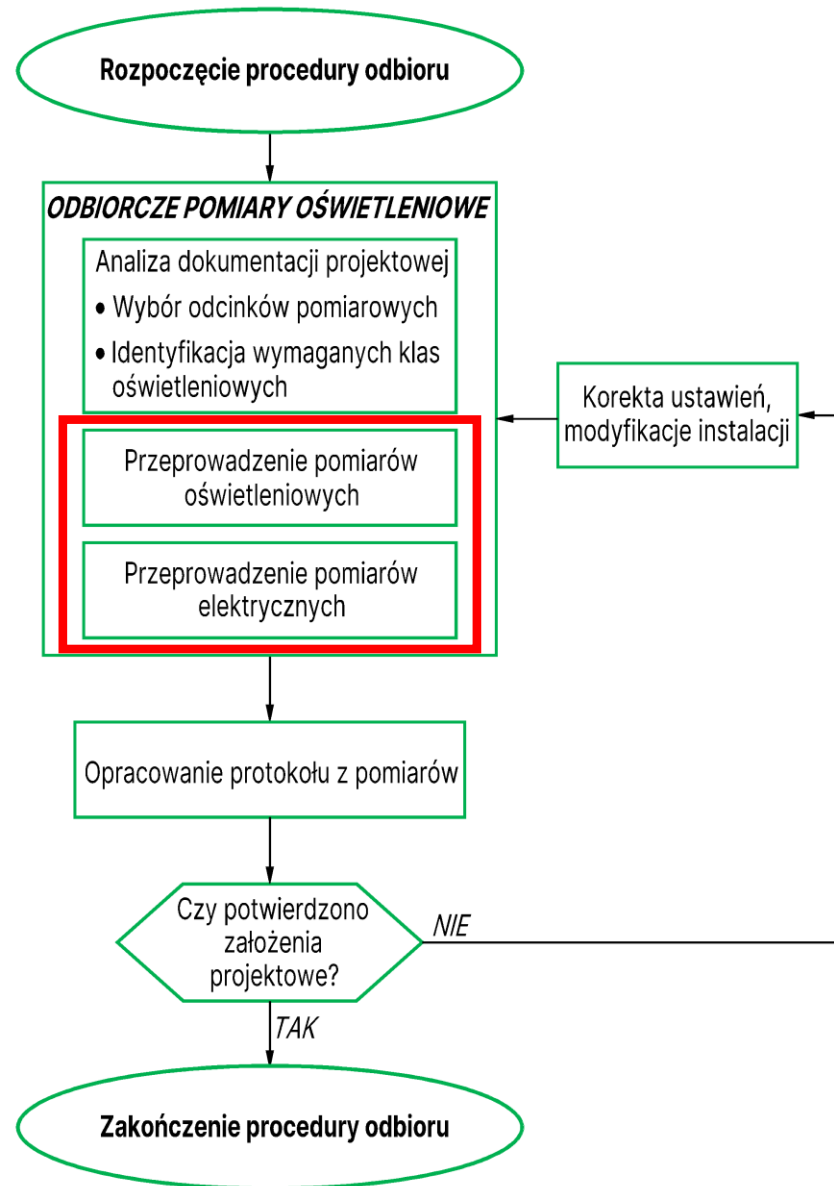 Rozpoczęcie procedury odbioru
ODBIORCZE POMIARY OŚWIETLENIOWE
Analiza dokumentacji projektowej
• Wybór odcinków pomiarowych
• Identyfikacja wymaganych klas
oświetleniowych
Korekta ustawień,
modyfikacje instalacji
Przeprowadzenie pomiarów
oświetleniowych
Przeprowadzenie pomiarów
elektrycznych
Opracowanie protokołu z pomiarów
Czy potwierdzono
założenia
projektowe?
NIE
TAK
Zakończenie procedury odbioru